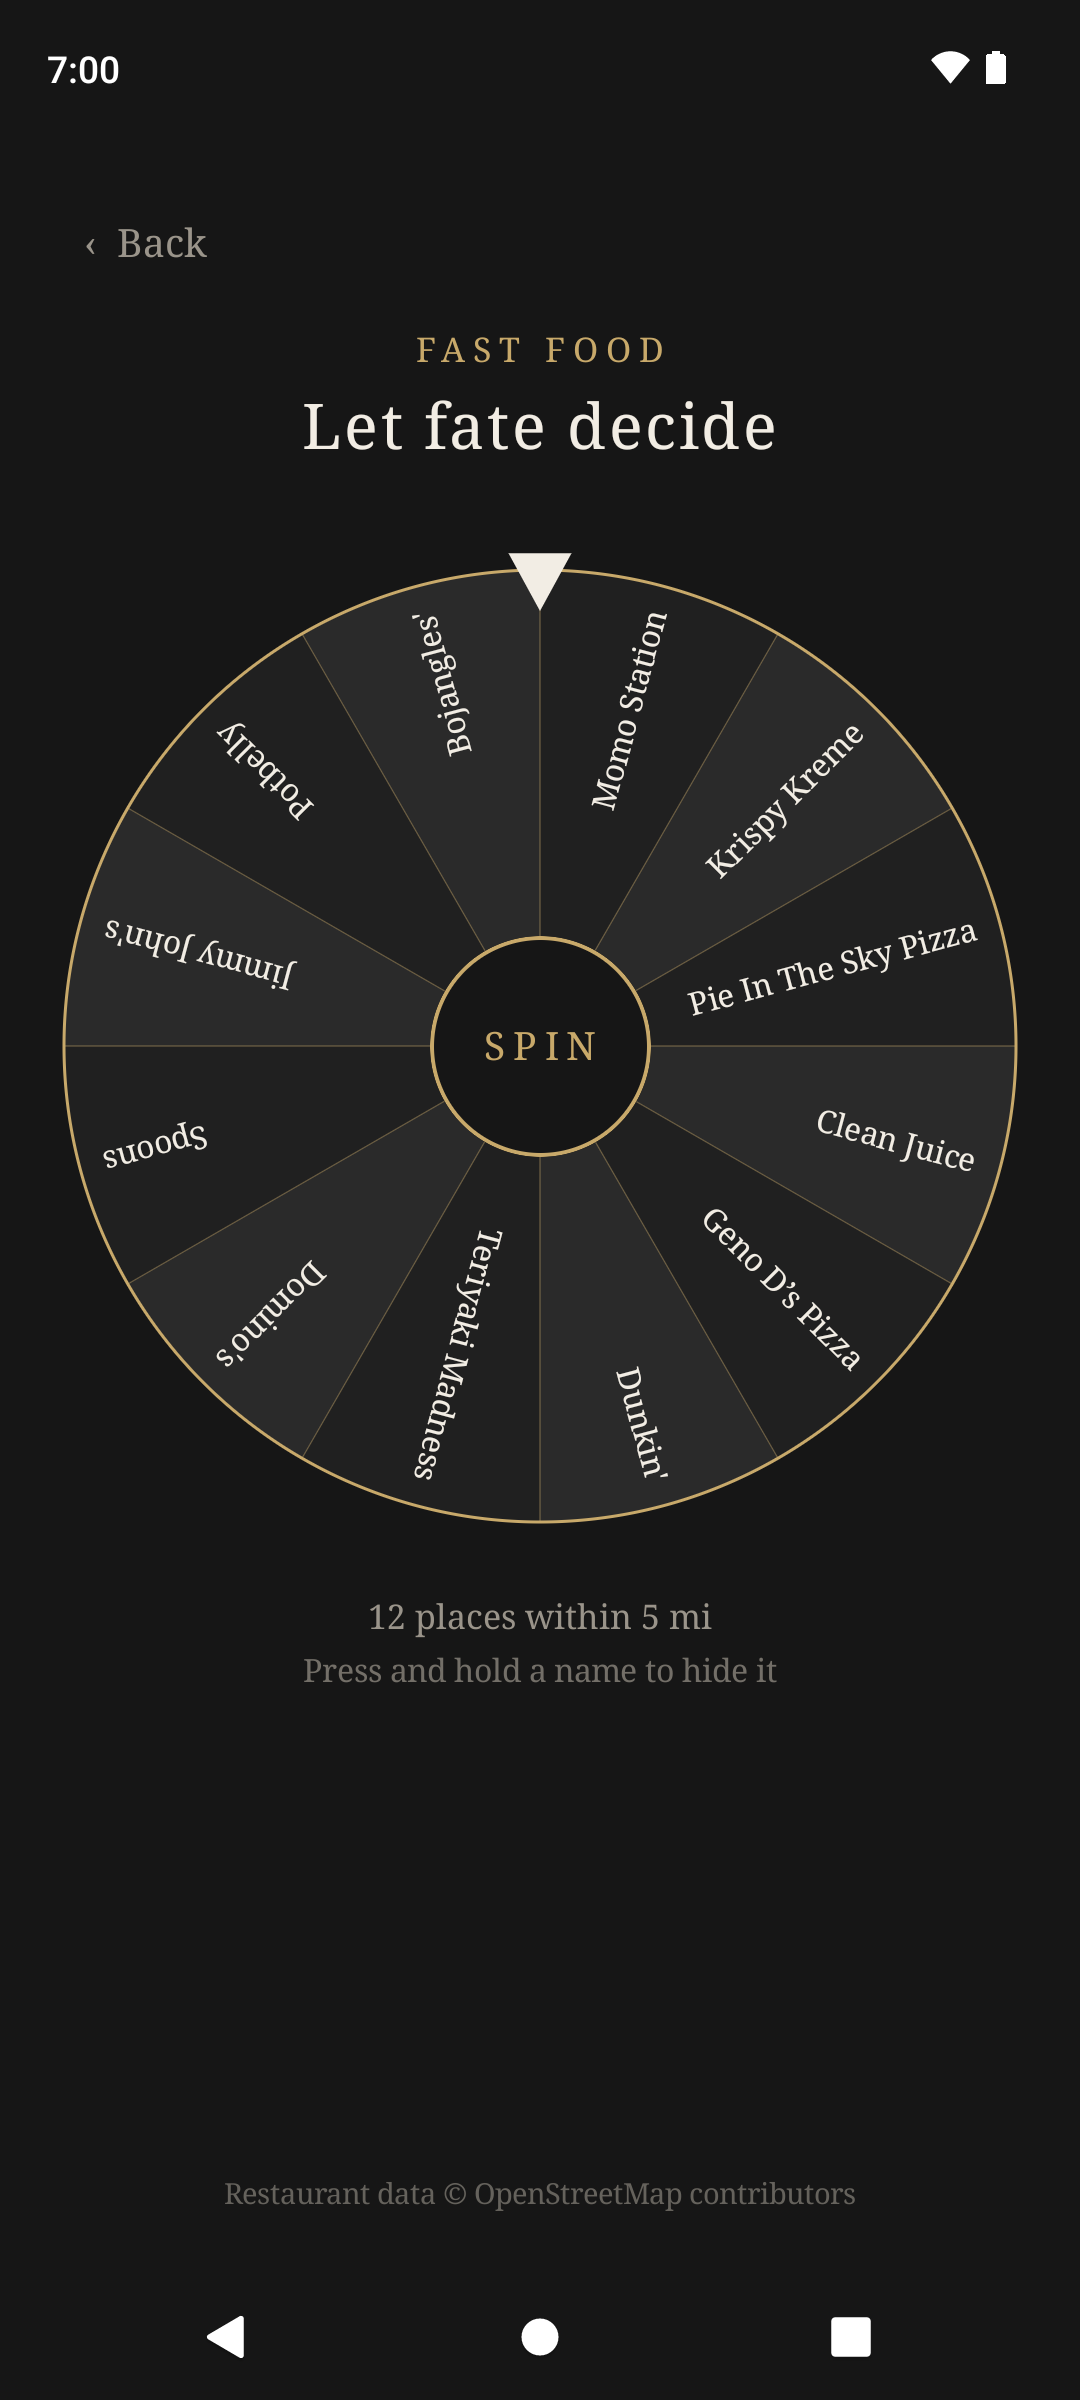 7:00
‹ Back
FAST FOOD
Let fate decide
Momo Station
Krispy Kreme
Pie In The Sky Pizza
Clean Juice
Geno D’s Pizza
Dunkin'
Teriyaki Madness
Domino's
Spoons
Jimmy John's
Potbelly
Bojangles'
SPIN
12 places within 5 mi
Press and hold a name to hide it
Restaurant data © OpenStreetMap contributors